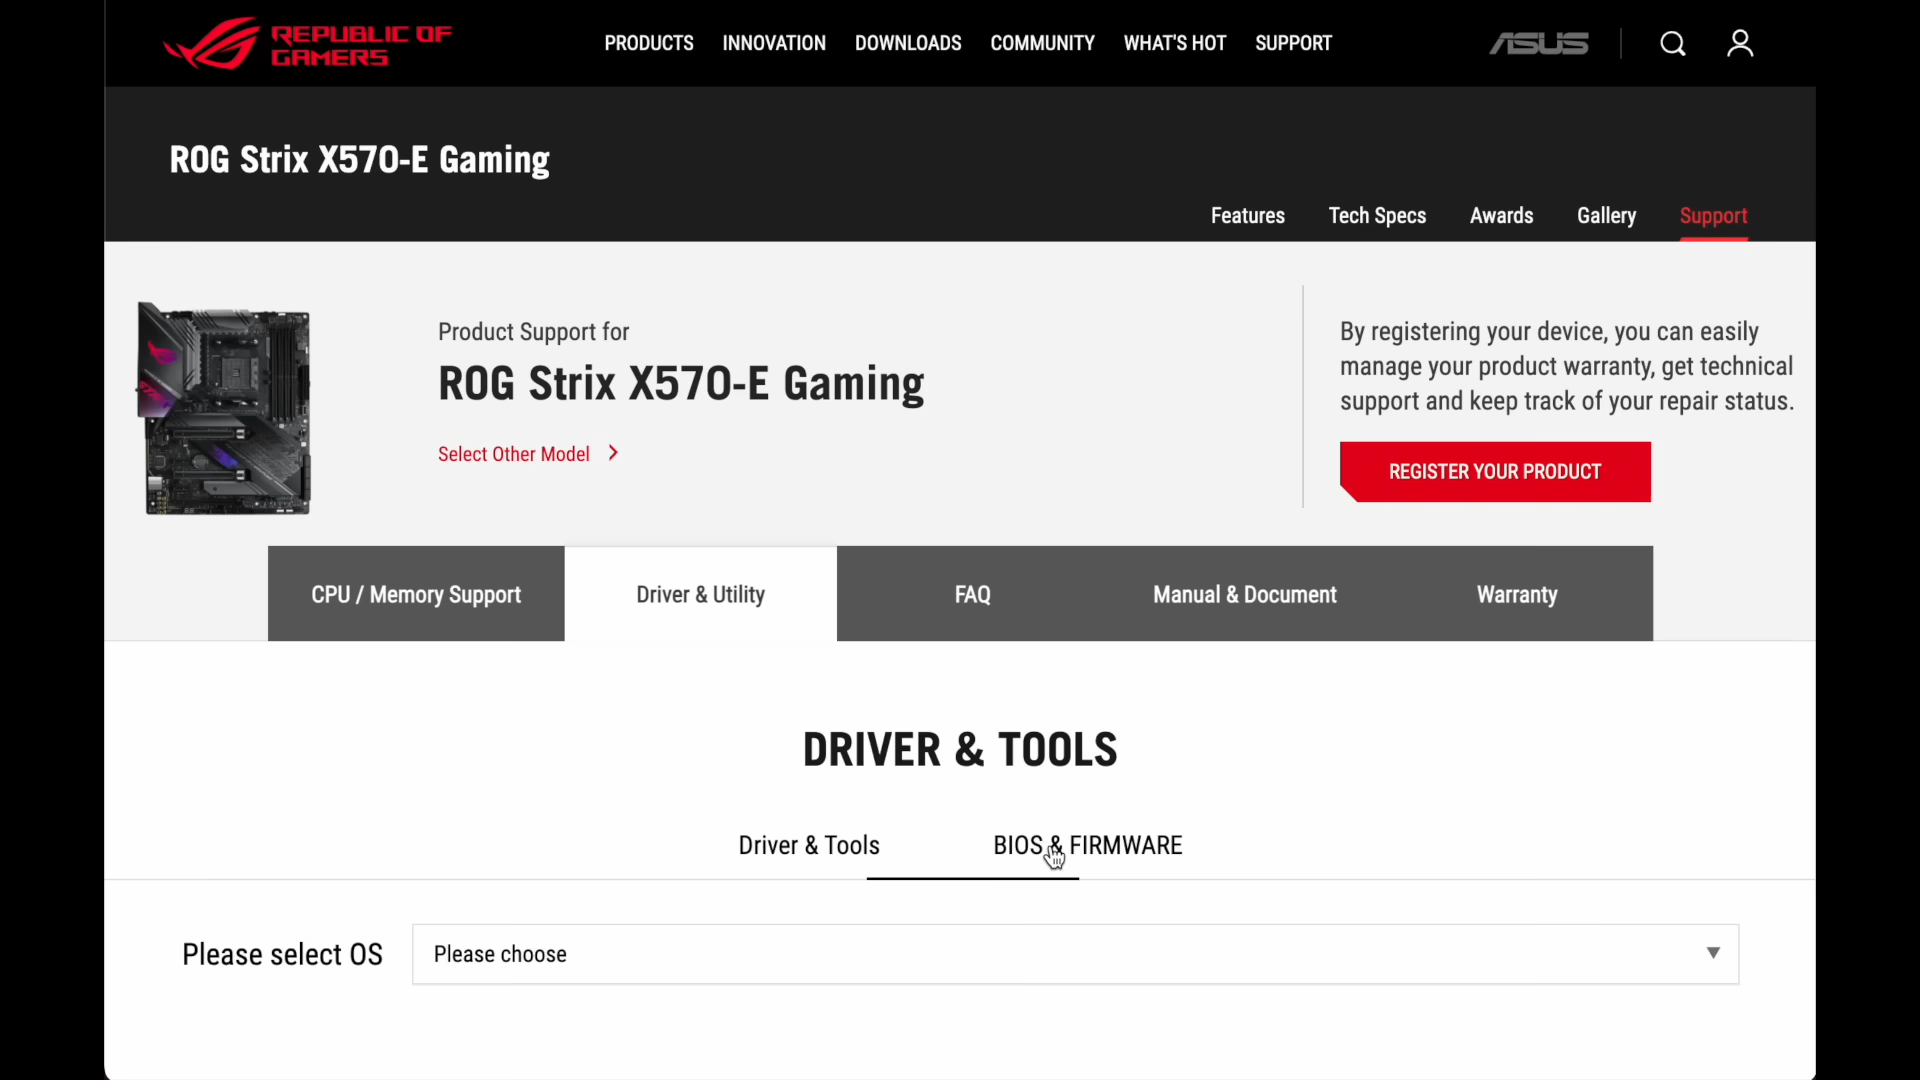 REPUBLIC OF
GAMERS
PRODUCTS INNOVATION DOWNLOADS COMMUNITY WHAT'S HOT SUPPORT
ASUS
ROG Strix X570-E Gaming
Features Tech Specs Awards Gallery Support
Product Support for
ROG Strix X570-E Gaming
Select Other Model
By registering your device, you can easily
manage your product warranty, get technical
support and keep track of your repair status.
REGISTER YOUR PRODUCT
CPU / Memory Support Driver & Utility FAQ Manual & Document Warranty
DRIVER & TOOLS
Driver & Tools BIOS & FIRMWARE
Please select OS Please choose